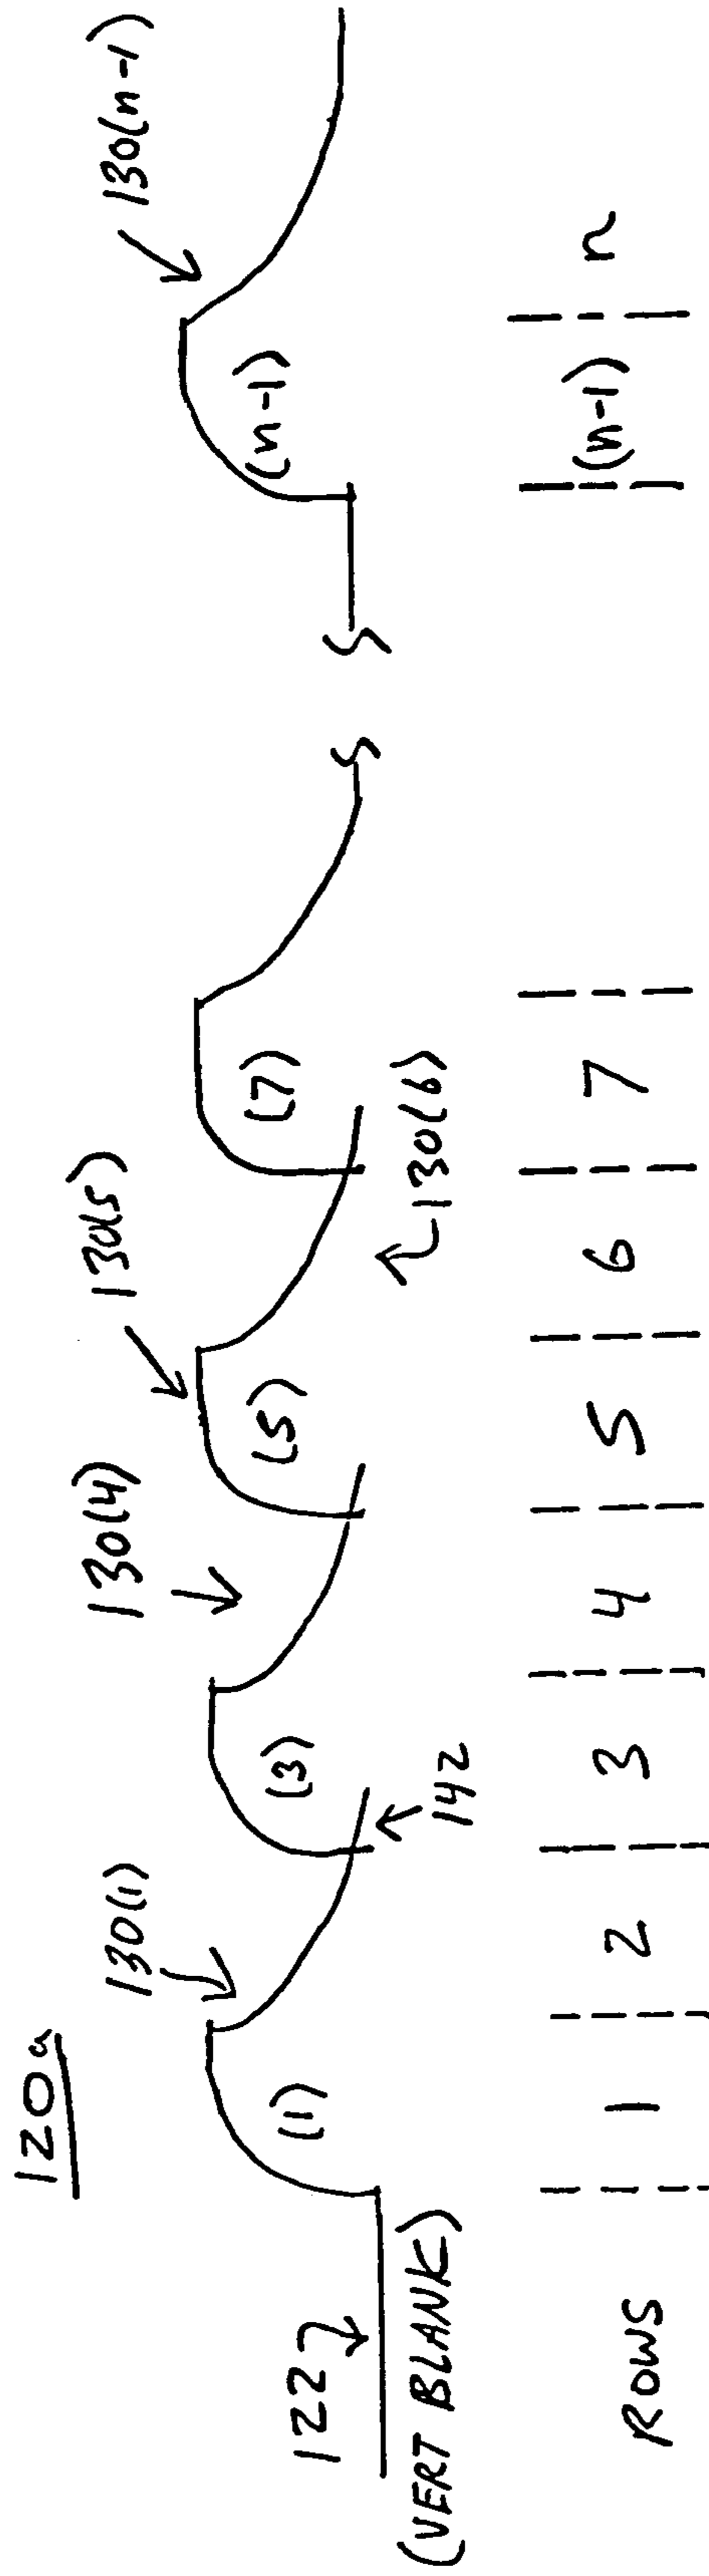 120a
130(1)
130(4)
130(5)
130(n-1)
122
(VERT BLANK)
(1)
(3)
(5)
(7)
(n-1)
142
130(6)
ROWS 1 2 3 4 5 6 7 (n-1) n